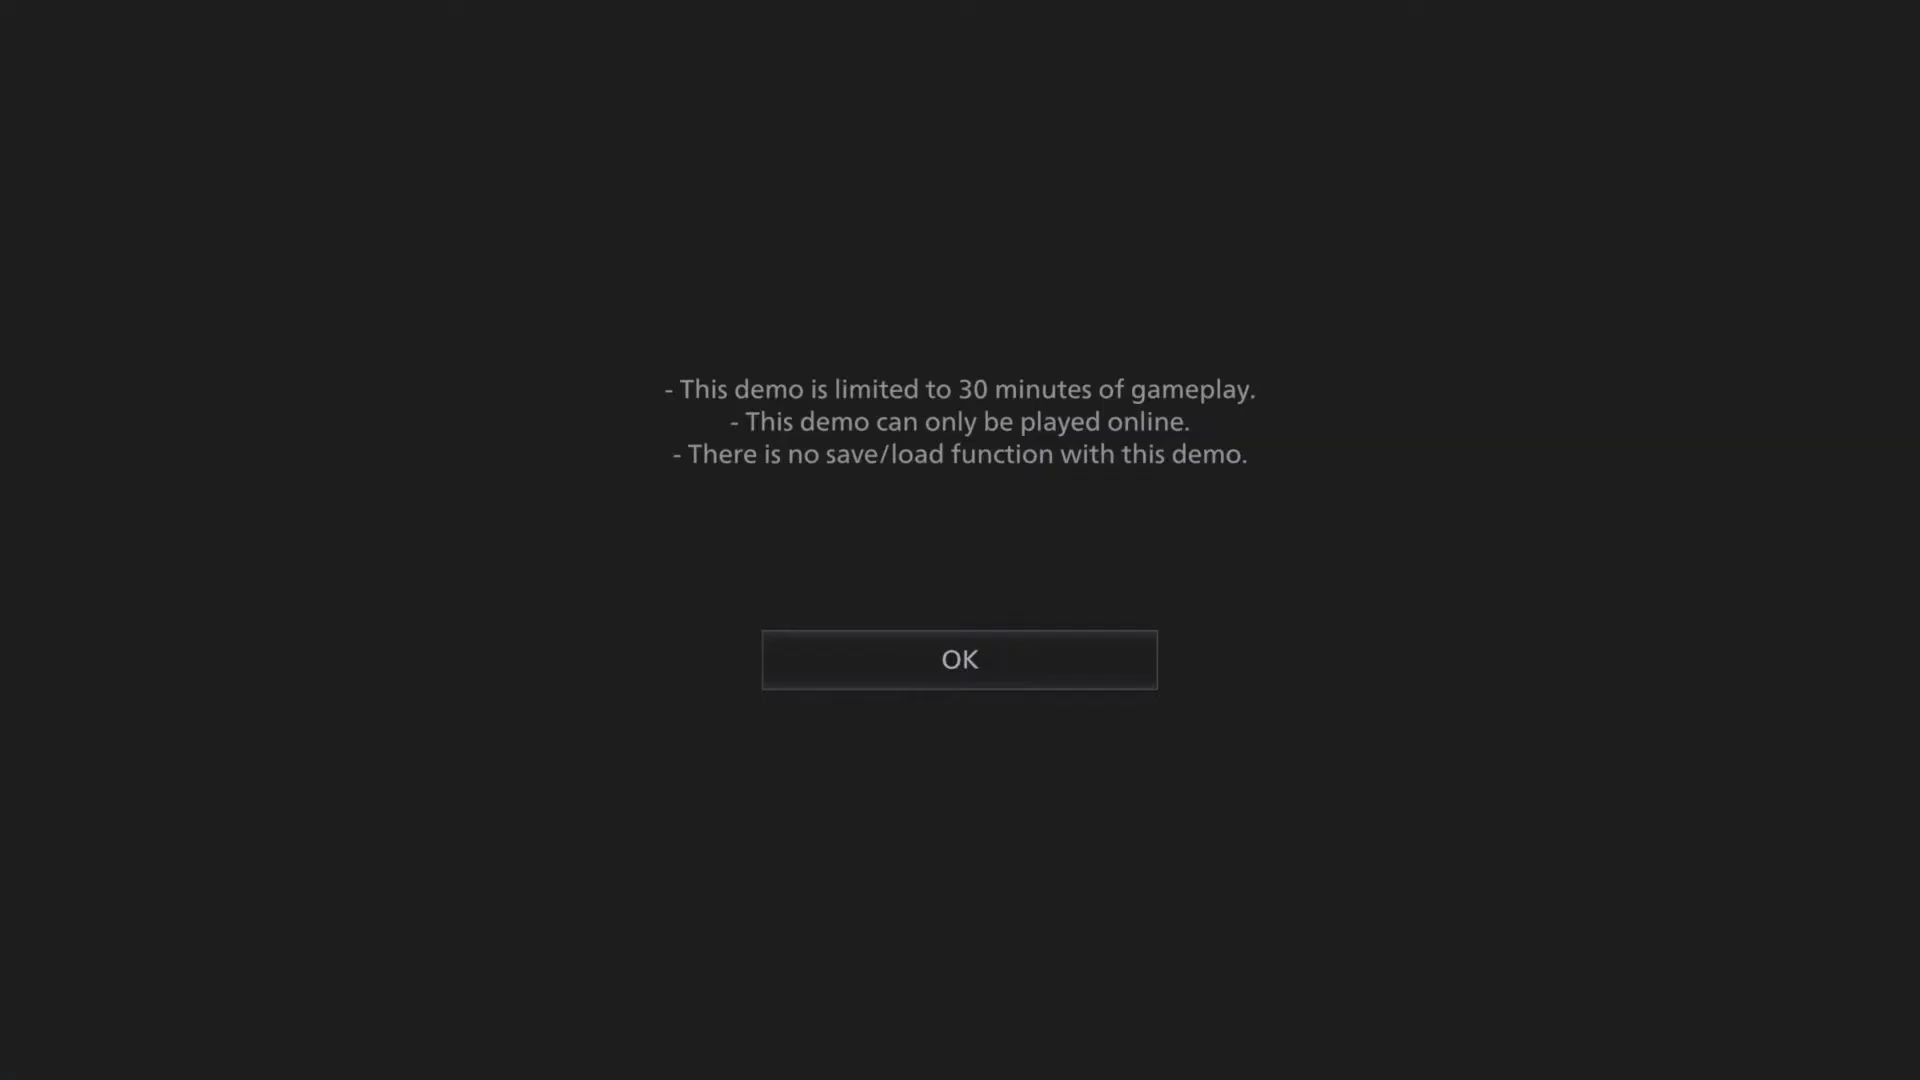 - This demo is limited to 30 minutes of gameplay.
- This demo can only be played online.
- There is no save/load function with this demo.
OK